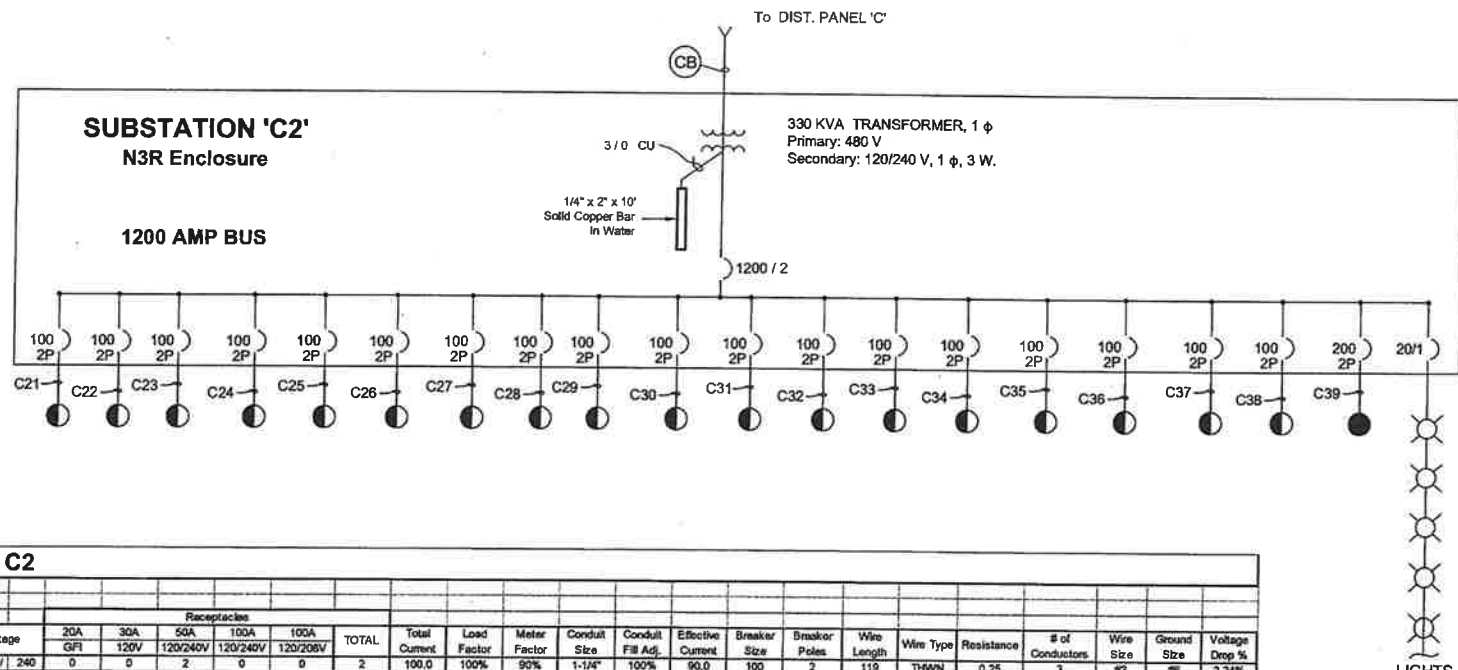 To DIST. PANEL 'C'
CB
SUBSTATION 'C2'
N3R Enclosure
1200 AMP BUS
3/0 CU
1/4" x 2" x 10'
Solid Copper Bar
In Water
330 KVA TRANSFORMER, 1 ϕ
Primary: 480 V
Secondary: 120/240 V, 1 ϕ, 3 W.
1200 / 2
100 100 100 100 100 100 100 100 100 100 100 100 100 100 100 100 100 100 200 20/1
2P 2P 2P 2P 2P 2P 2P 2P 2P 2P 2P 2P 2P 2P 2P 2P 2P 2P 2P
C21 C22 C23 C24 C25 C26 C27 C28 C29 C30 C31 C32 C33 C34 C35 C36 C37 C38 C39
LIGHTS
C2
Receptacles
20A 30A 50A 100A 100A TOTAL Total Load Meter Conduit Conduit Effective Breaker Breaker Wire Wire Type Resistance # of Wire Ground Voltage
GFI 120V 120/240V 120/240V 120/208V Current Factor Factor Size Fill Adj. Current Size Poles Length Conductors Size Size Drop %
240 0 0 2 0 0 2 100.0 100% 90% 1-1/4" 100% 90.0 100 2 119 THWN 0.25 3